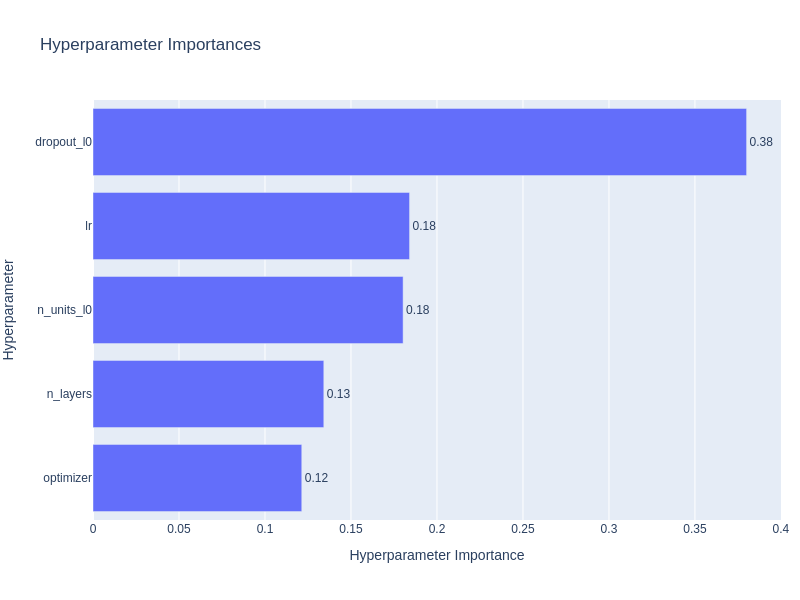 Hyperparameter Importances
dropout_l0
0.38
lr
0.18
n_units_l0
0.18
n_layers
0.13
optimizer
0.12
Hyperparameter
0
0.05
0.1
0.15
0.2
0.25
0.3
0.35
0.4
Hyperparameter Importance